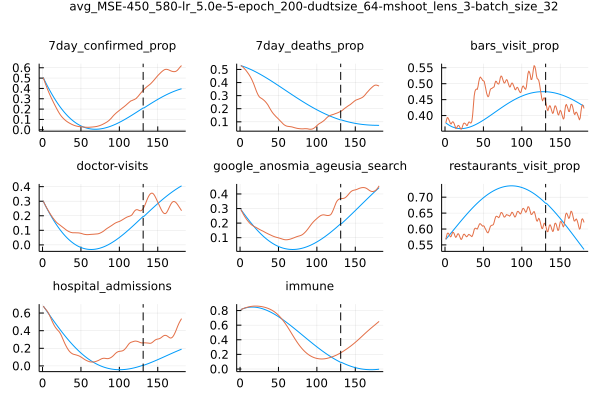 avg_MSE-450_580-lr_5.0e-5-epoch_200-dudtsize_64-mshoot_lens_3-batch_size_32
7day_confirmed_prop 7day_deaths_prop bars_visit_prop
0.6 0.5 0.4 0.3 0.2 0.1 0.0
0 50 100 150
0.5 0.4 0.3 0.2 0.1
0 50 100 150
0.55 0.50 0.45 0.40
0 50 100 150
doctor-visits google_anosmia_ageusia_search restaurants_visit_prop
0.4 0.3 0.2 0.1 0.0
0 50 100 150
0.4 0.3 0.2 0.1
0 50 100 150
0.70 0.65 0.60 0.55
0 50 100 150
hospital_admissions immune
0.6 0.4 0.2 0.0
0 50 100 150
0.8 0.6 0.4 0.2 0.0
0 50 100 150